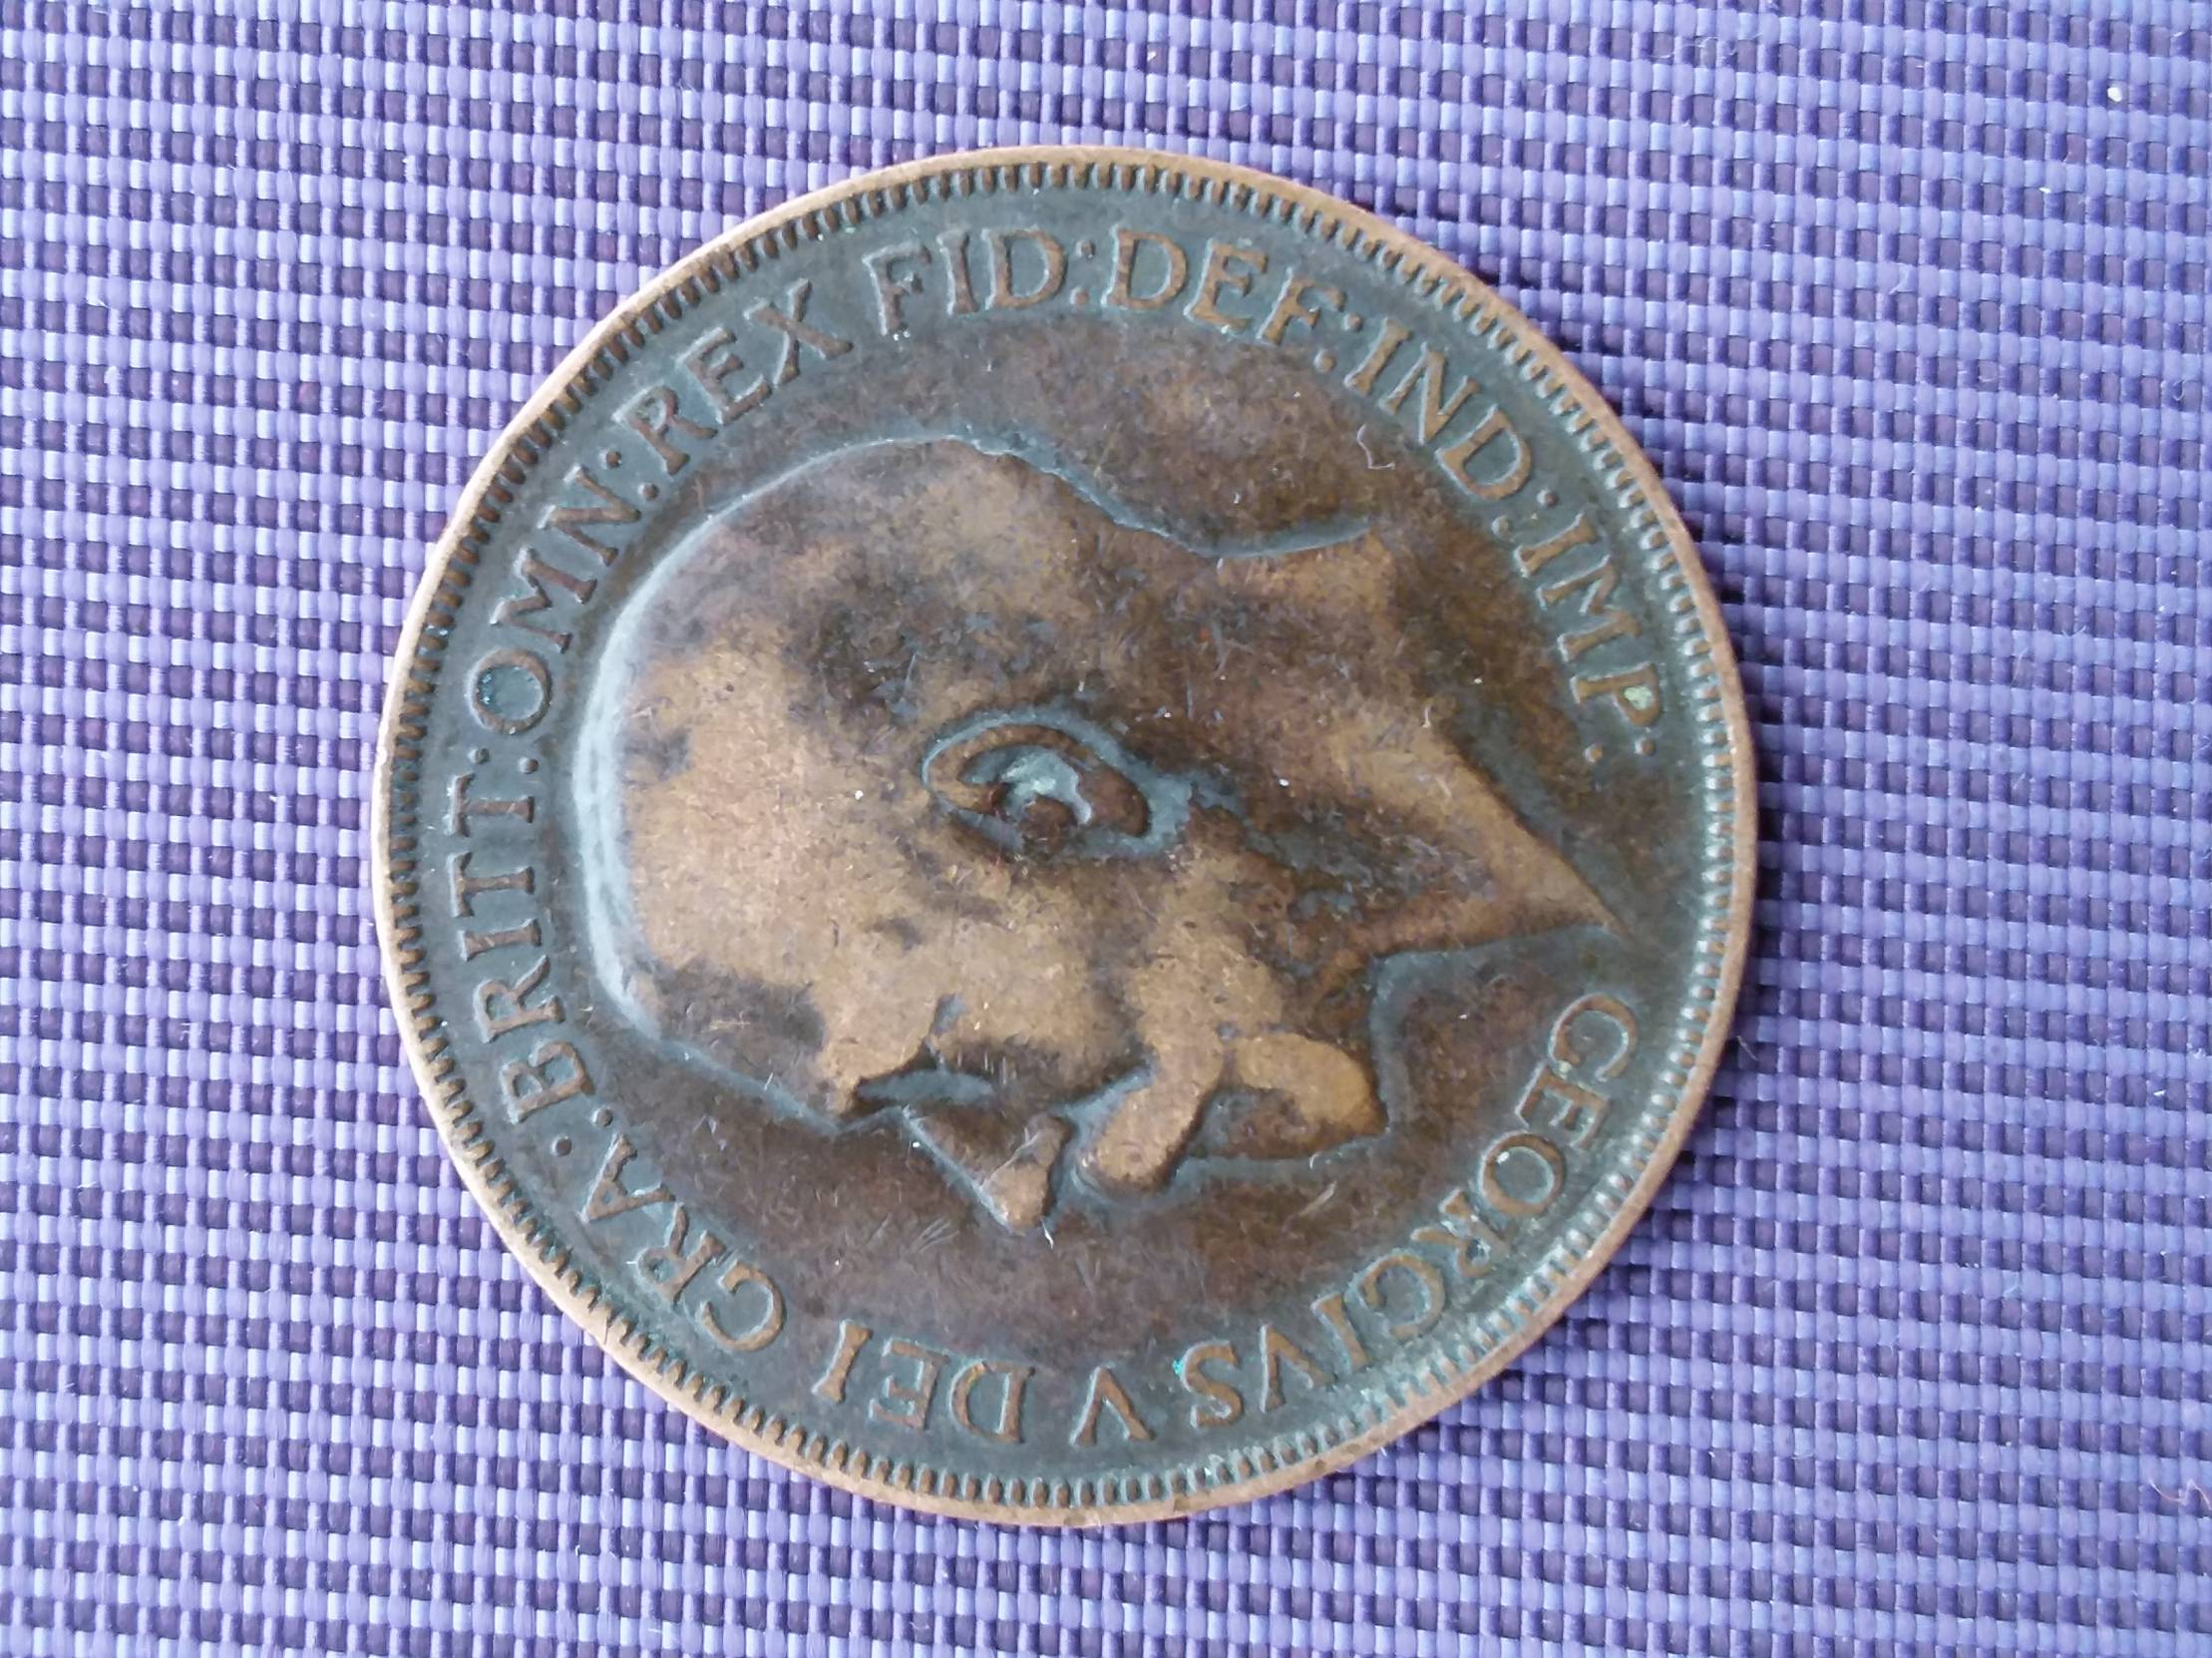 GEORGIVS V DEI GRA: BRITT: OMN: REX FID: DEF: IND: IMP: